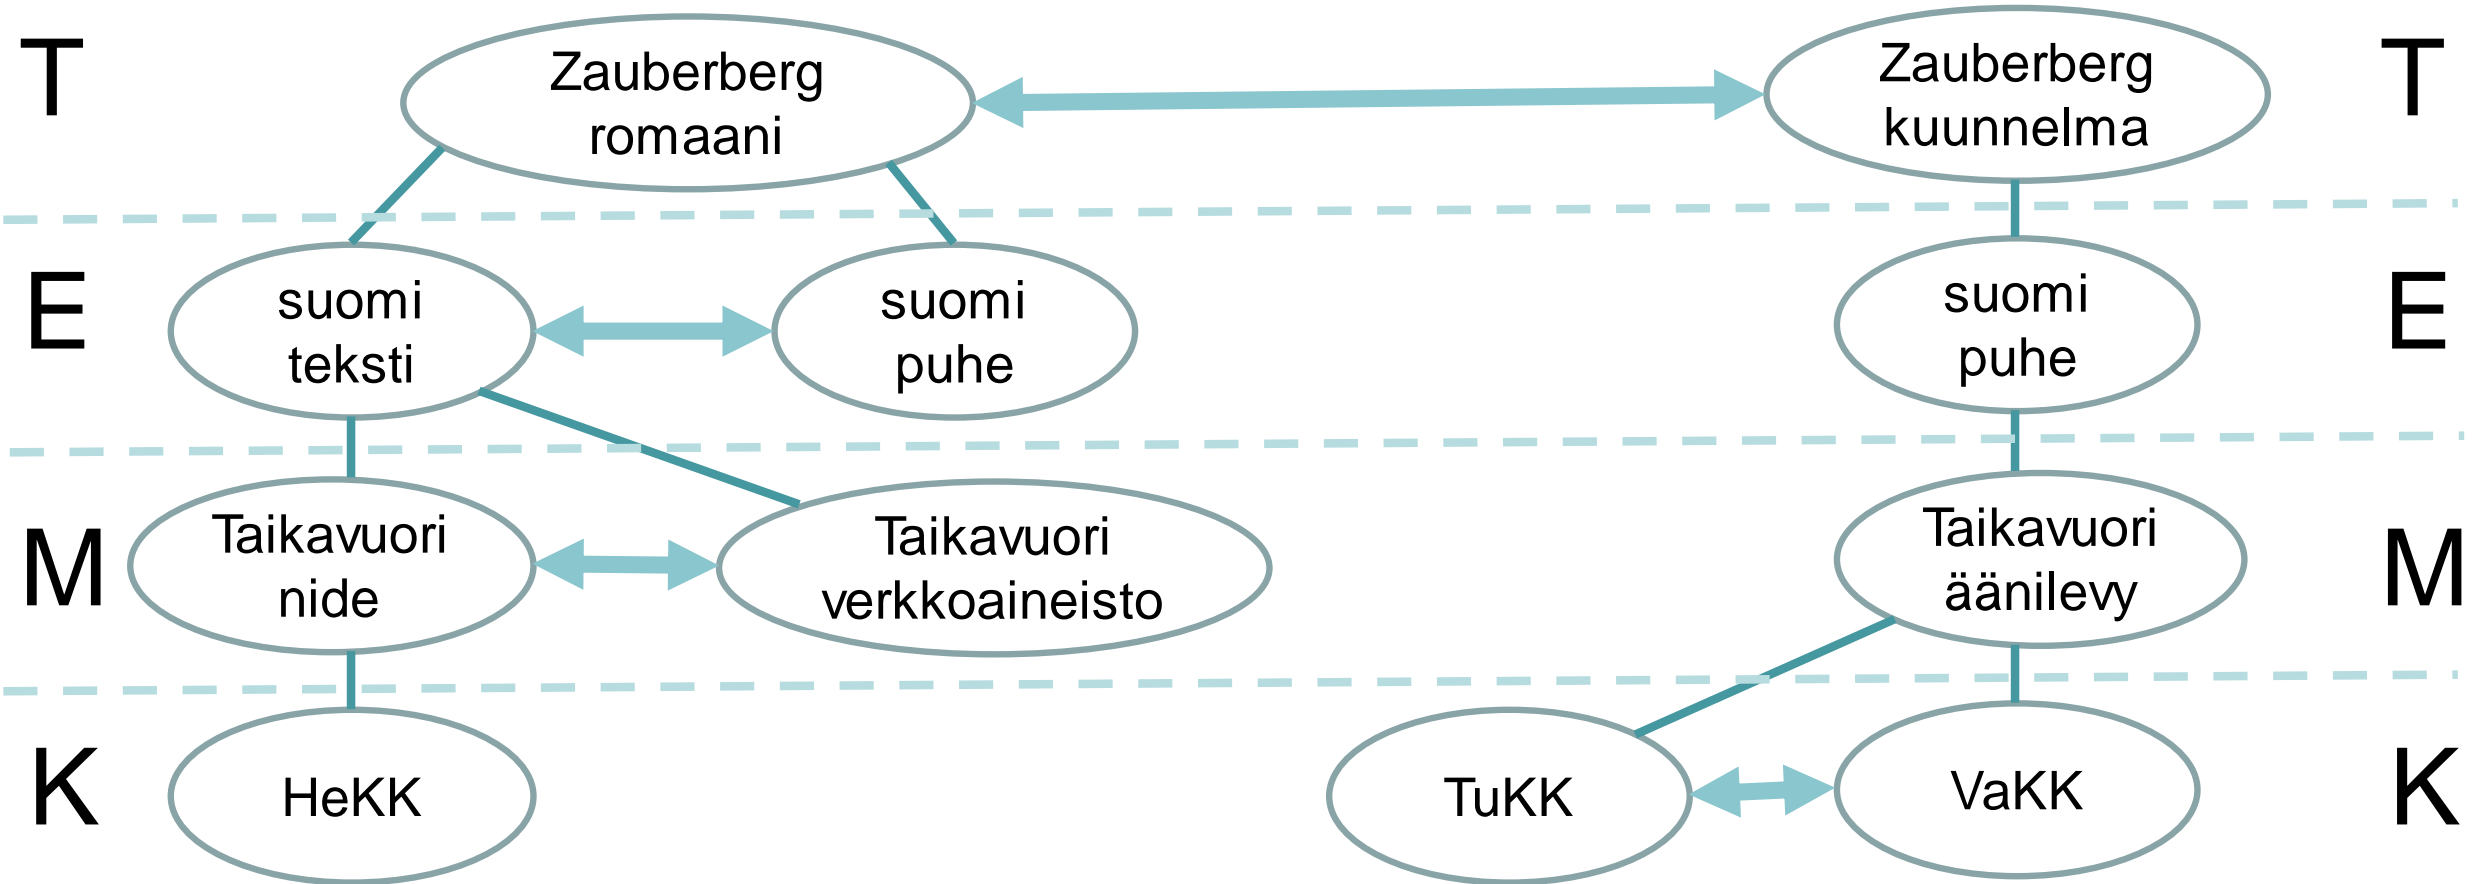 T
Zauberberg
romaani
Zauberberg
kuunnelma
T
E
suomi
teksti
suomi
puhe
suomi
puhe
E
M
Taikavuori
nide
Taikavuori
verkkoaineisto
Taikavuori
äänilevy
M
K
HeKK
TuKK
VaKK
K